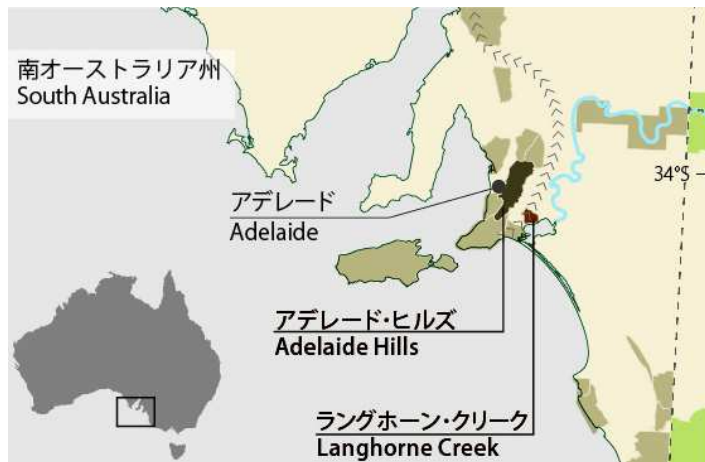 南オーストラリア州
South Australia
34°S
アデレード
Adelaide
アデレード・ヒルズ
Adelaide Hills
ラングホーン・クリーク
Langhorne Creek